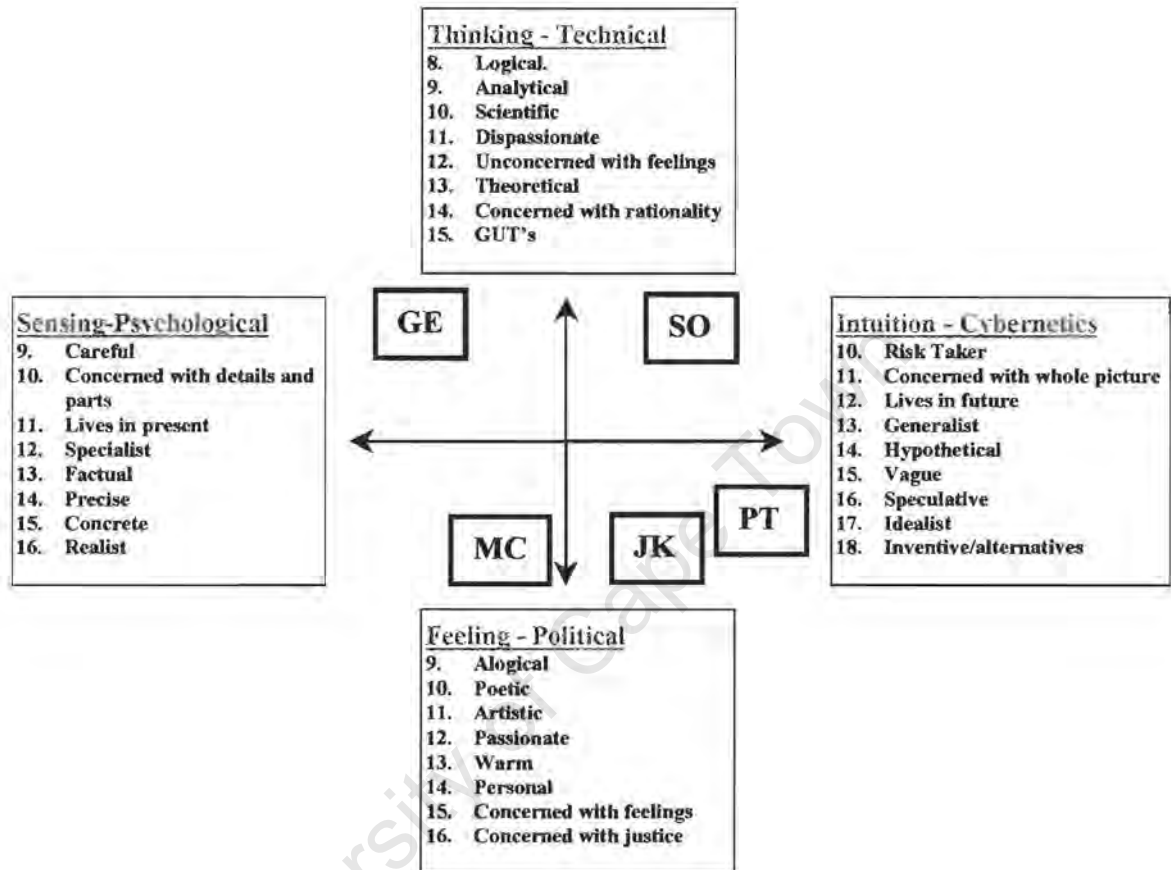 Thinking - Technical
8. Logical.
9. Analytical
10. Scientific
11. Dispassionate
12. Unconcerned with feelings
13. Theoretical
14. Concerned with rationality
15. GUT's
GE
SO
Sensing-Psychological
9. Careful
10. Concerned with details and
parts
11. Lives in present
12. Specialist
13. Factual
14. Precise
15. Concrete
16. Realist
Intuition - Cybernetics
10. Risk Taker
11. Concerned with whole picture
12. Lives in future
13. Generalist
14. Hypothetical
15. Vague
16. Speculative
17. Idealist
18. Inventive/alternatives
MC
JK
PT
Feeling - Political
9. Alogical
10. Poetic
11. Artistic
12. Passionate
13. Warm
14. Personal
15. Concerned with feelings
16. Concerned with justice
ersity of Cape Town